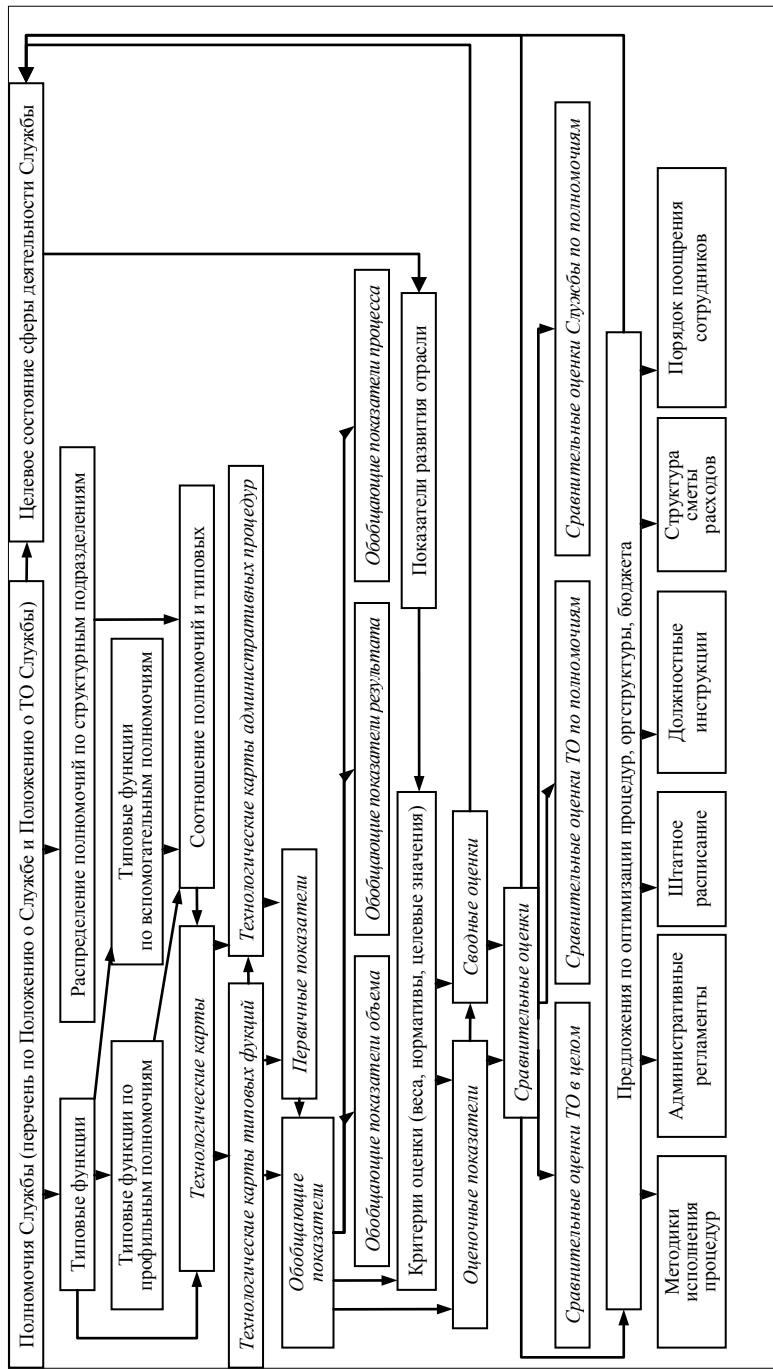 Полномочия Службы (перечень по Положению о Службе и Положению о ТО Службы)
Целевое состояние сферы деятельности Службы
Типовые функции
Распределение полномочий по структурным подразделениям
Типовые функции по
профильным полномочиям
Типовые функции
по вспомогательным полномочиям
Технологические карты
Соотношение полномочий и типовых
Технологические карты типовых фукций
Технологические карты административных процедур
Обобщающие
показатели
Первичные показатели
Обобщающие показатели объема
Обобщающие показатели результата
Обобщающие показатели процесса
Критерии оценки (веса, нормативы, целевые значения)
Показатели развития отрасли
Оценочные показатели
Сводные оценки
Сравнительные оценки
Сравнительные оценки ТО в целом
Сравнительные оценки ТО по полномочиям
Сравнительные оценки Службы по полномочиям
Предложения по оптимизации процедур, оргструктуры, бюджета
Методики
исполнения
процедур
Административные
регламенты
Штатное
расписание
Должностные
инструкции
Структура
сметы
расходов
Порядок поощрения
сотрудников